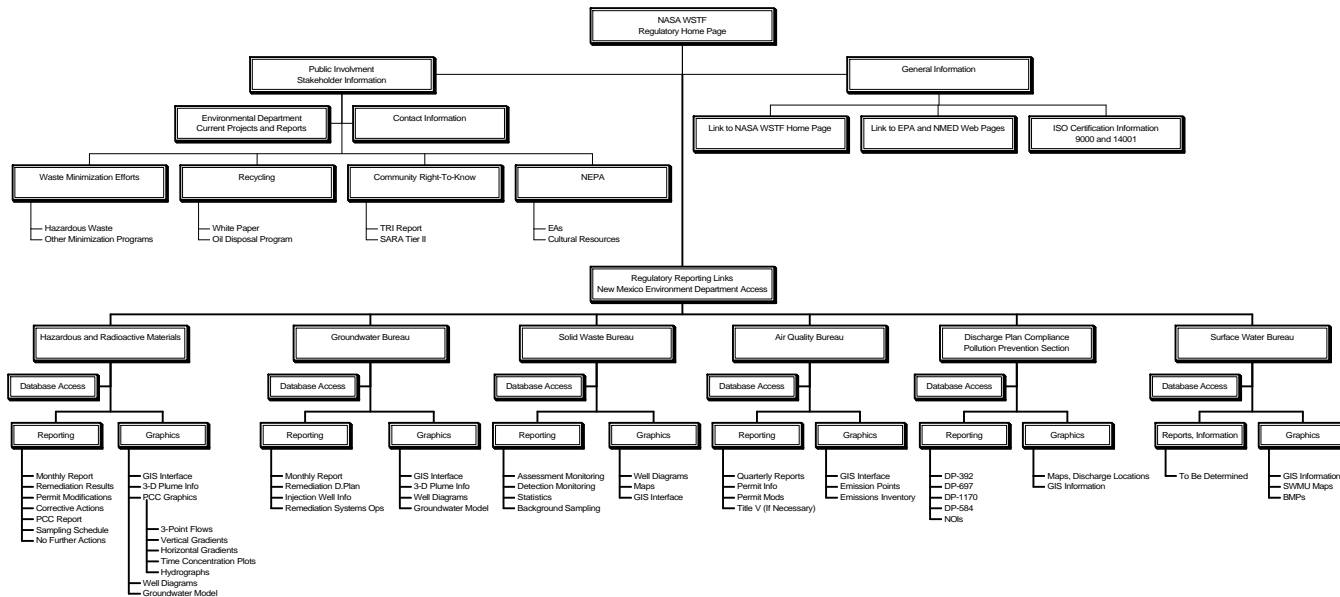 NASA WSTF
Regulatory Home Page
Public Involvment
Stakeholder Information
General Information
Environmental Department
Current Projects and Reports
Contact Information
Link to NASA WSTF Home Page
Link to EPA and NMED Web Pages
ISO Certification Information
9000 and 14001
Waste Minimization Efforts
Recycling
Community Right-To-Know
NEPA
Hazardous Waste
Other Minimization Programs
White Paper
Oil Disposal Program
TRI Report
SARA Tier II
EAs
Cultural Resources
Regulatory Reporting Links
New Mexico Environment Department Access
Hazardous and Radioactive Materials
Groundwater Bureau
Solid Waste Bureau
Air Quality Bureau
Discharge Plan Compliance
Pollution Prevention Section
Surface Water Bureau
Database Access
Database Access
Database Access
Database Access
Database Access
Database Access
Reporting
Graphics
Reporting
Graphics
Reporting
Graphics
Reporting
Graphics
Reporting
Graphics
Reports, Information
Graphics
Monthly Report
Remediation Results
Permit Modifications
Corrective Actions
PCC Report
Sampling Schedule
No Further Actions
GIS Interface
3-D Plume Info
PCC Graphics
3-Point Flows
Vertical Gradients
Horizontal Gradients
Time Concentration Plots
Hydrographs
Well Diagrams
Groundwater Model
Monthly Report
Remediation D.Plan
Injection Well Info
Remediation Systems Ops
GIS Interface
3-D Plume Info
Well Diagrams
Groundwater Model
Assessment Monitoring
Detection Monitoring
Statistics
Background Sampling
Well Diagrams
Maps
GIS Interface
Quarterly Reports
Permit Info
Permit Mods
Title V (If Necessary)
GIS Interface
Emission Points
Emissions Inventory
DP-392
DP-697
DP-1170
DP-584
NOIs
Maps, Discharge Locations
GIS Information
To Be Determined
GIS Information
SWMU Maps
BMPs